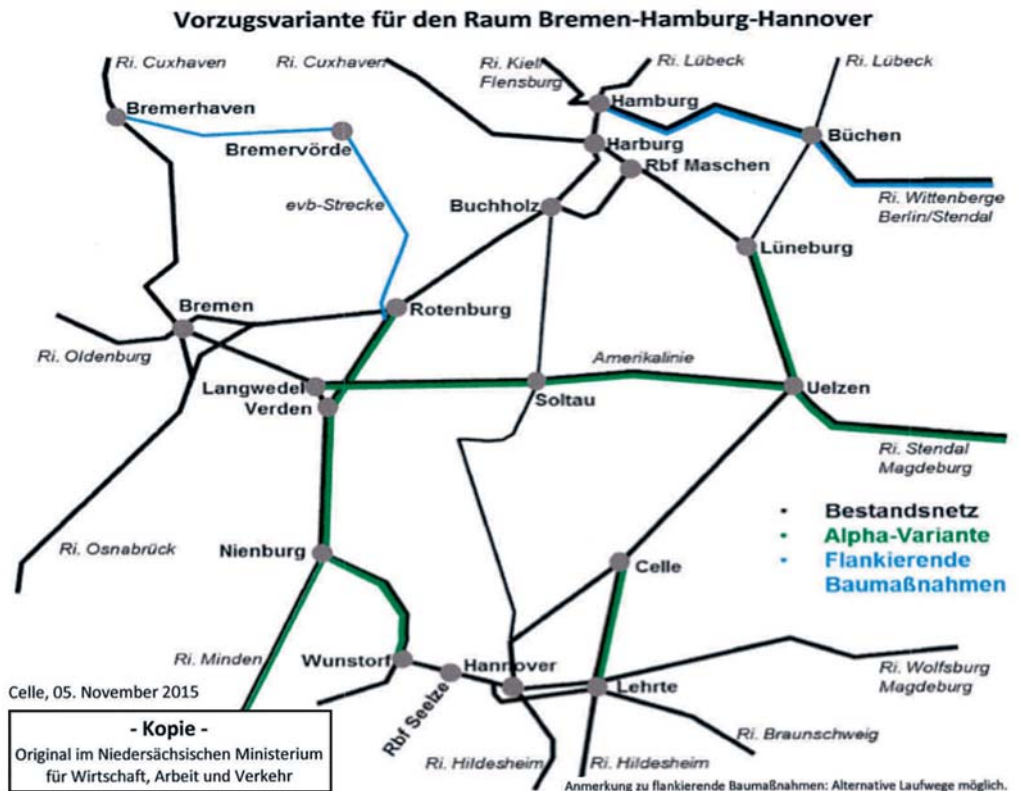 Vorzugsvariante für den Raum Bremen-Hamburg-Hannover
Ri. Cuxhaven
Ri. Cuxhaven
Ri. Kiel/
Flensburg
Ri. Lübeck
Ri. Lübeck
Bremerhaven
Hamburg
Bremervörde
Harburg
Büchen
Rbf Maschen
evb-Strecke
Buchholz
Ri. Wittenberge
Berlin/Stendal
Lüneburg
Bremen
Rotenburg
Ri. Oldenburg
Amerikalinie
Langwedel
Verden
Soltau
Uelzen
Ri. Stendal
Magdeburg
Bestandsnetz
Alpha-Variante
Flankierende
Baumaßnahmen
Ri. Osnabrück
Nienburg
Celle
Ri. Minden
Wunstorf
Hannover
Rbf Seelze
Lehrte
Ri. Wolfsburg
Magdeburg
Ri. Braunschweig
Ri. Hildesheim
Ri. Hildesheim
Celle, 05. November 2015
- Kopie -
Original im Niedersächsischen Ministerium
für Wirtschaft, Arbeit und Verkehr
Anmerkung zu flankierende Baumaßnahmen: Alternative Laufwege möglich.